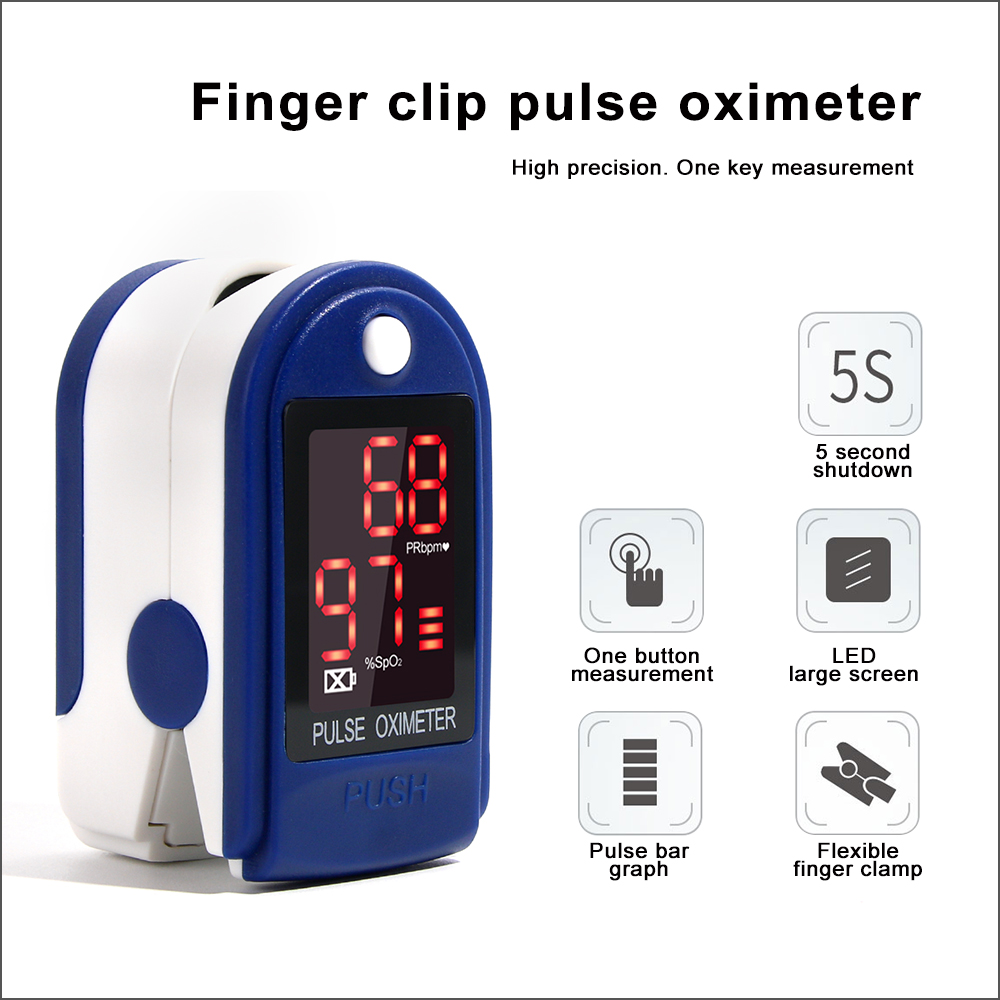 Finger clip pulse oximeter
High precision. One key measurement
5S
5 second
shutdown
68
PRbpm♥
97
%SpO₂
PULSE OXIMETER
PUSH
One button
measurement
LED
large screen
Pulse bar
graph
Flexible
finger clamp